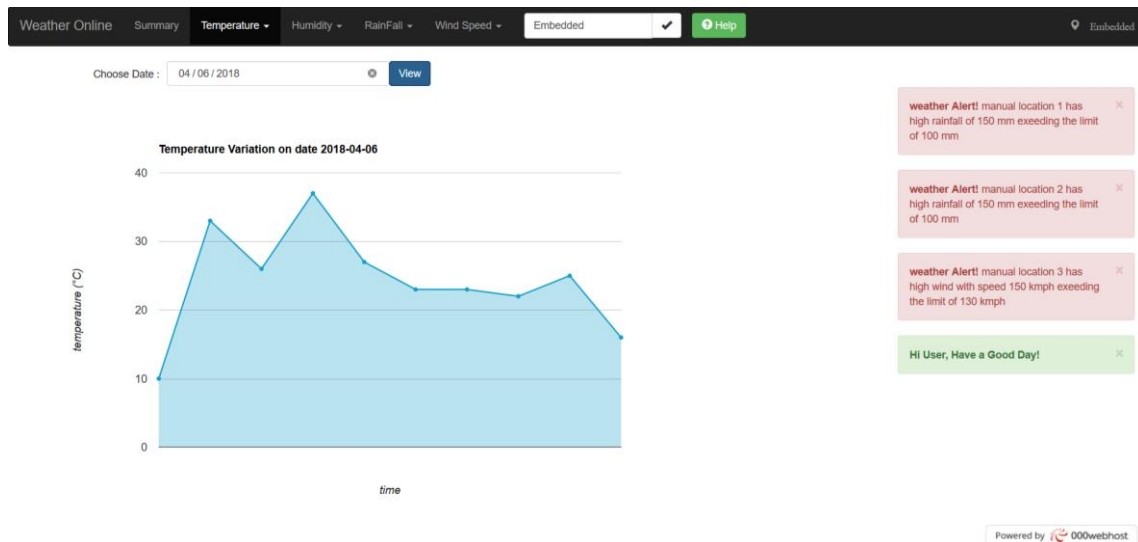 Weather Online Summary Temperature Humidity RainFall Wind Speed Embedded Help Embedded
Choose Date : 04 / 06 / 2018 View
weather Alert! manual location 1 has
high rainfall of 150 mm exeeding the limit
of 100 mm
weather Alert! manual location 2 has
high rainfall of 150 mm exeeding the limit
of 100 mm
weather Alert! manual location 3 has
high wind with speed 150 kmph exeeding
the limit of 130 kmph
Hi User, Have a Good Day!
Temperature Variation on date 2018-04-06
40
30
20
10
0
temperature (°C)
time
Powered by 000webhost